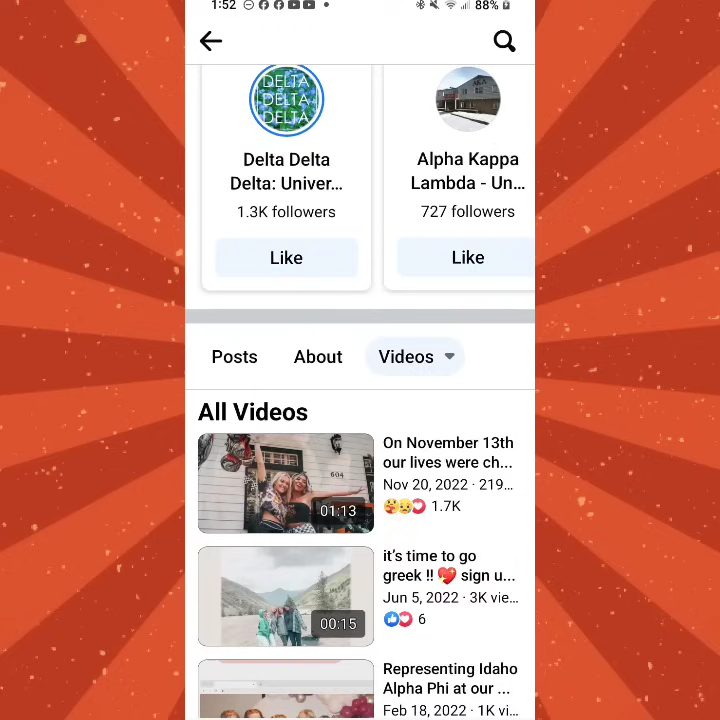 1:52
88%
DELTA
DELTA
DELTA
Delta Delta
Delta: Univer...
1.3K followers
Like
Alpha Kappa
Lambda - Un...
727 followers
Like
Posts
About
Videos
All Videos
604
01:13
On November 13th
our lives were ch...
Nov 20, 2022 · 219...
1.7K
00:15
it's time to go
greek !! 💖 sign u...
Jun 5, 2022 · 3K vie...
6
Representing Idaho
Alpha Phi at our ...
Feb 18, 2022 · 1K vi...